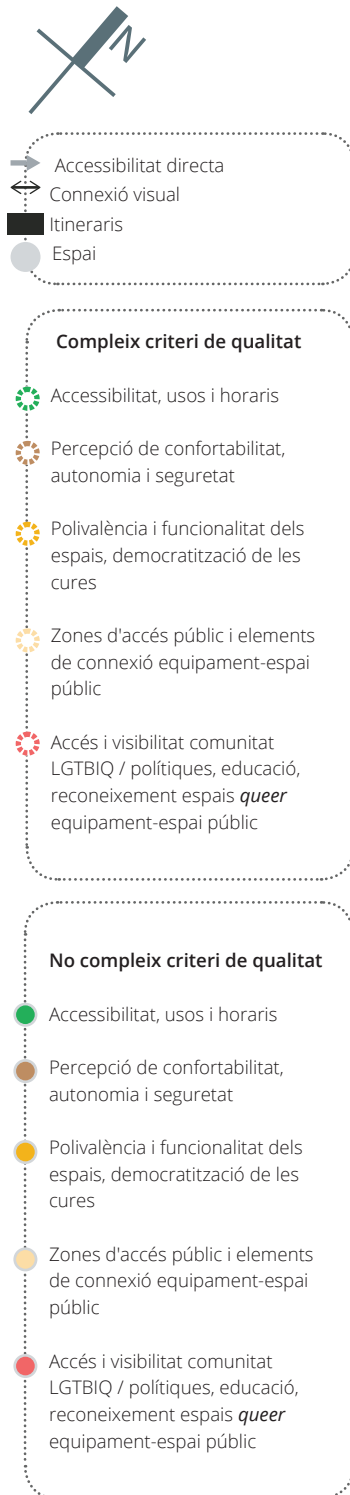 N
Accessibilitat directa
Connexió visual
Itineraris
Espai
Compleix criteri de qualitat
Accessibilitat, usos i horaris
Percepció de confortabilitat,
autonomia i seguretat
Polivalència i funcionalitat dels
espais, democratització de les
cures
Zones d'accés públic i elements
de connexió equipament-espai
públic
Accés i visibilitat comunitat
LGTBIQ / polítiques, educació,
reconeixement espais queer
equipament-espai públic
No compleix criteri de qualitat
Accessibilitat, usos i horaris
Percepció de confortabilitat,
autonomia i seguretat
Polivalència i funcionalitat dels
espais, democratització de les
cures
Zones d'accés públic i elements
de connexió equipament-espai
públic
Accés i visibilitat comunitat
LGTBIQ / polítiques, educació,
reconeixement espais queer
equipament-espai públic